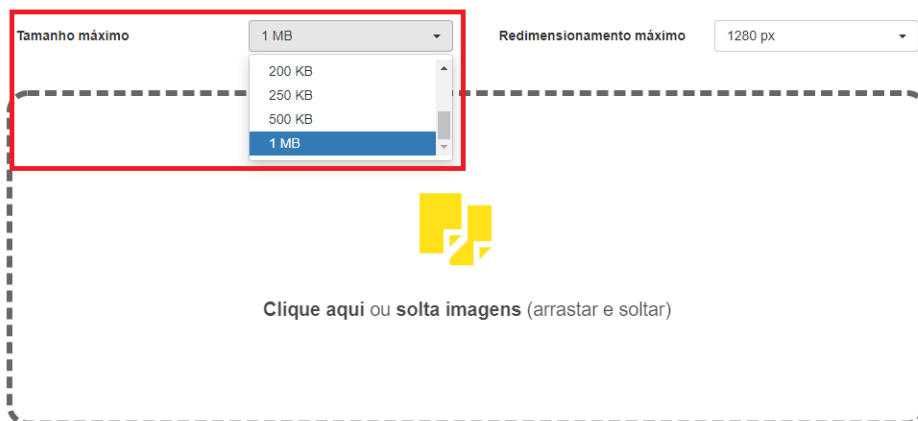 Tamanho máximo 1 MB Redimensionamento máximo 1280 px
200 KB
250 KB
500 KB
1 MB
Clique aqui ou solta imagens (arrastar e soltar)